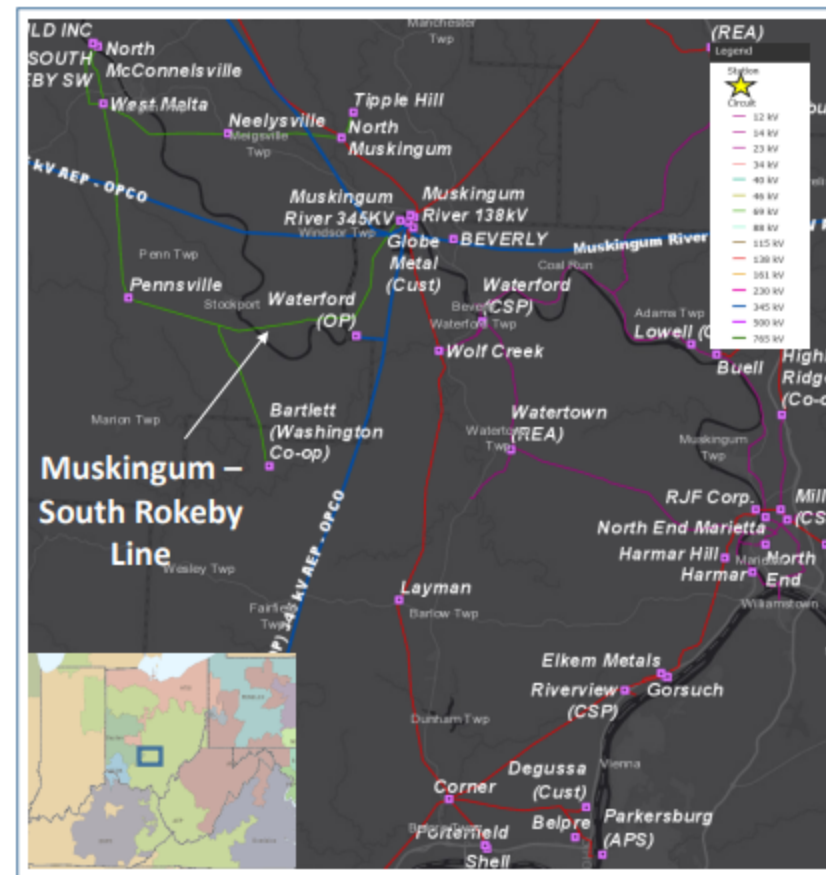 Manchester
Twp
(REA)
ILD INC
North
McConnelsville
SOUTH
EBY SW
West Malta
Neelysville
Meigsville
Twp
Tipple Hill
North
Muskingum
kV AEP - OPCO
Muskingum
River 345KV
Muskingum
River 138kV
Windsor Twp
Globe
Metal
(Cust)
BEVERLY
Muskingum River
Coal Run
Penn Twp
Pennsville
Stockport
Waterford
(OP)
Waterford
(CSP)
Waterford Twp
Adams Twp
Lowell
Buell
Wolf Creek
Marion Twp
Bartlett
(Washington
Co-op)
Watertown
(REA)
Twp
Muskingum
Twp
Muskingum –
South Rokeby
Line
345 kV AEP - OPCO
RJF Corp.
North End Marietta
Harmar Hill
Harmar
North
End
Williamstown
Wesley Twp
Layman
Barlow Twp
Fairfield
Twp
Elkem Metals
Riverview
(CSP)
Gorsuch
Dunham Twp
Vienna
Corner
Degussa
(Cust)
Belpre
Parkersburg
(APS)
Porterfield
Shell
Legend
Station
Circuit
12 kV
14 kV
23 kV
34 kV
40 kV
46 kV
69 kV
88 kV
115 kV
138 kV
161 kV
230 kV
345 kV
500 kV
765 kV